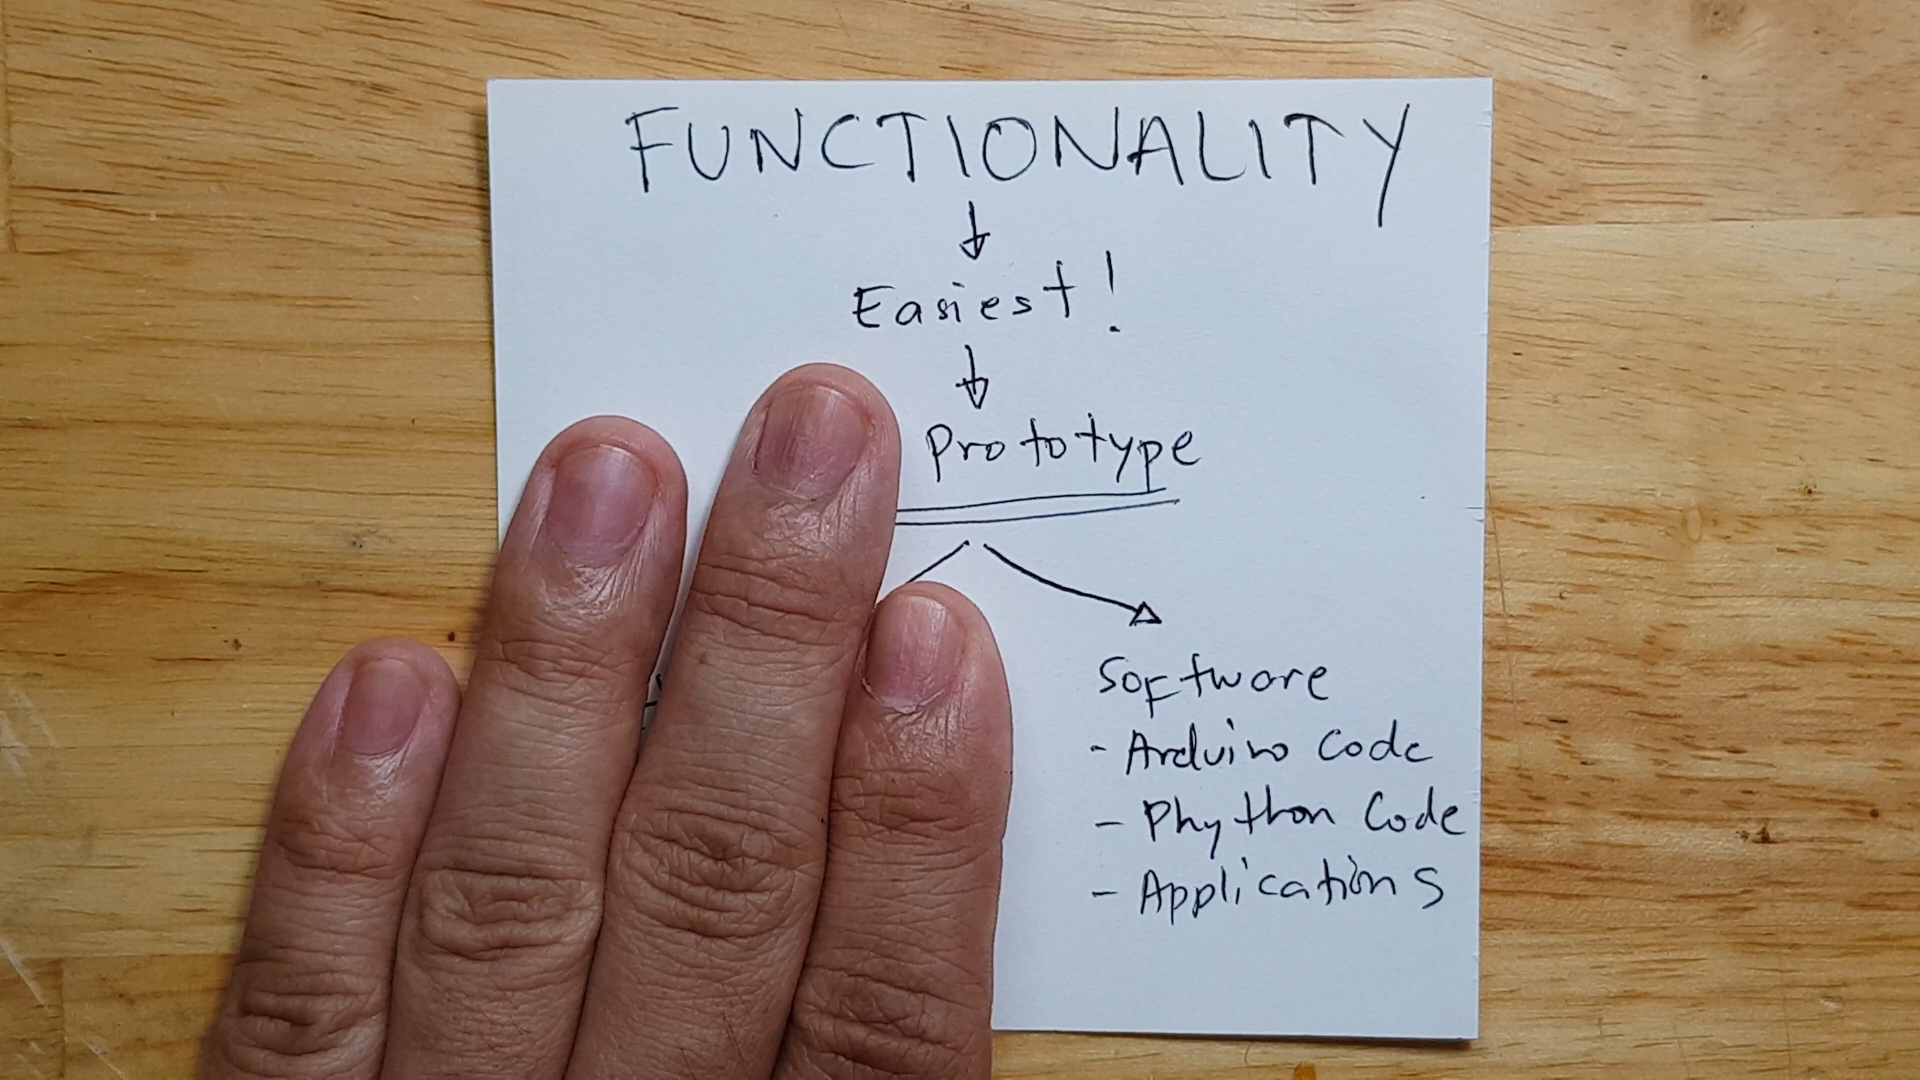 FUNCTIONALITY
Easiest!
Prototype
Software
- Arduino Code
- Phython Code
- Applications